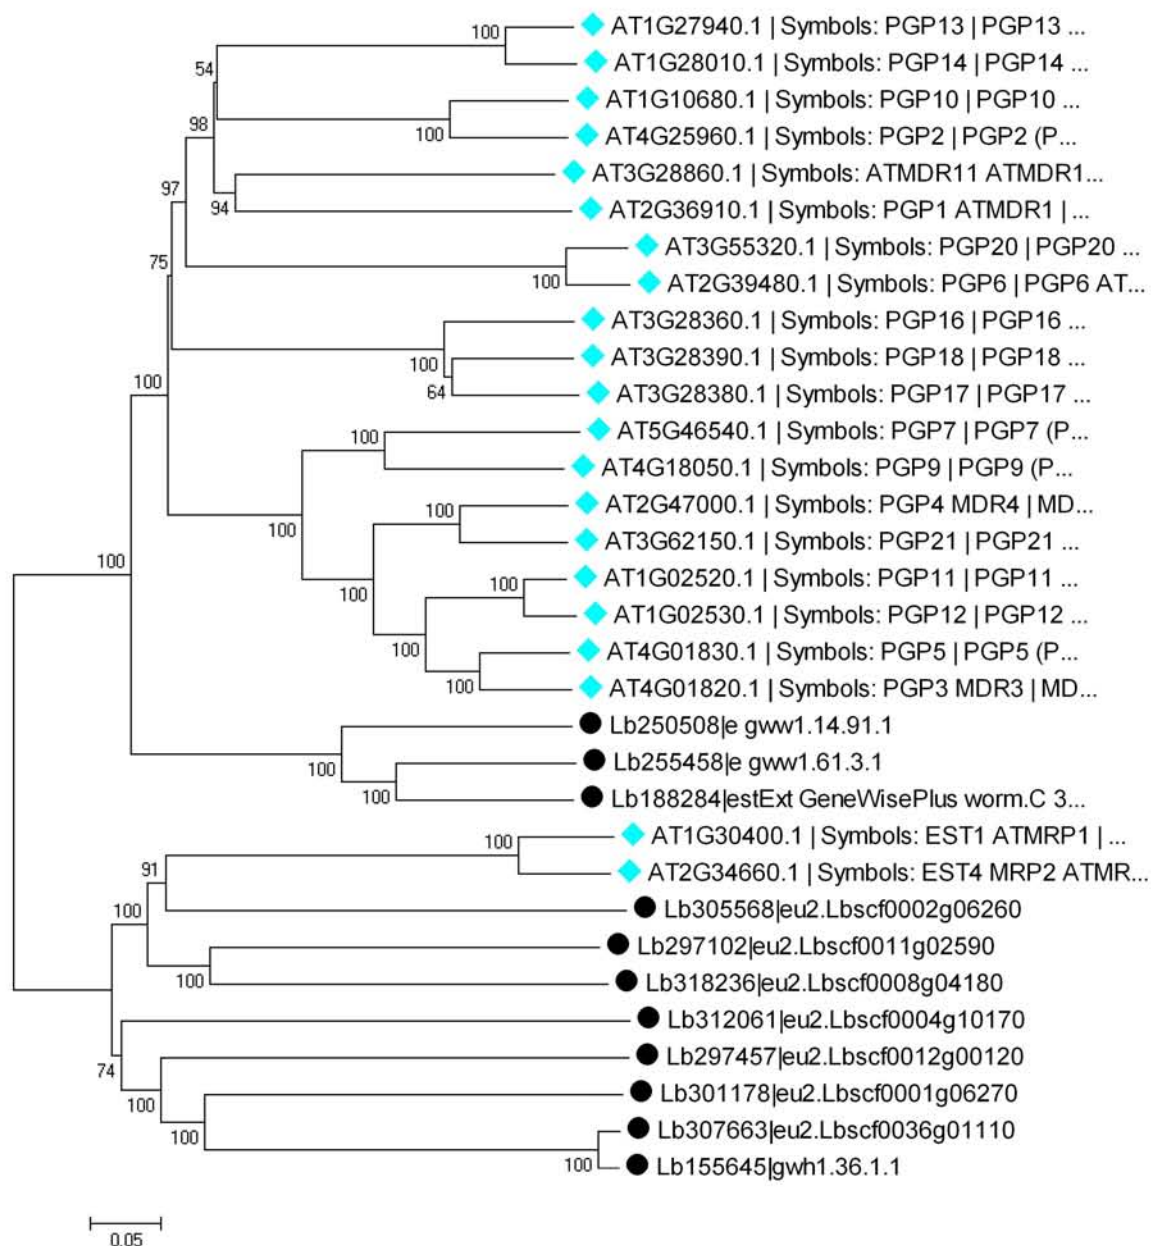 100
AT1G27940.1 | Symbols: PGP13 | PGP13 ...
AT1G28010.1 | Symbols: PGP14 | PGP14 ...
54
AT1G10680.1 | Symbols: PGP10 | PGP10 ...
98
100
AT4G25960.1 | Symbols: PGP2 | PGP2 (P...
AT3G28860.1 | Symbols: ATMDR11 ATMDR1...
97
94
AT2G36910.1 | Symbols: PGP1 ATMDR1 | ...
AT3G55320.1 | Symbols: PGP20 | PGP20 ...
75
100
AT2G39480.1 | Symbols: PGP6 | PGP6 AT...
AT3G28360.1 | Symbols: PGP16 | PGP16 ...
100
AT3G28390.1 | Symbols: PGP18 | PGP18 ...
100
64
AT3G28380.1 | Symbols: PGP17 | PGP17 ...
100
AT5G46540.1 | Symbols: PGP7 | PGP7 (P...
AT4G18050.1 | Symbols: PGP9 | PGP9 (P...
100
100
AT2G47000.1 | Symbols: PGP4 MDR4 | MD...
AT3G62150.1 | Symbols: PGP21 | PGP21 ...
100
100
100
AT1G02520.1 | Symbols: PGP11 | PGP11 ...
AT1G02530.1 | Symbols: PGP12 | PGP12 ...
100
AT4G01830.1 | Symbols: PGP5 | PGP5 (P...
100
AT4G01820.1 | Symbols: PGP3 MDR3 | MD...
Lb250508|e gww1.14.91.1
100
Lb255458|e gww1.61.3.1
100
Lb188284|estExt GeneWisePlus worm.C 3...
100
AT1G30400.1 | Symbols: EST1 ATMRP1 | ...
91
AT2G34660.1 | Symbols: EST4 MRP2 ATMR...
100
Lb305568|eu2.Lbscf0002g06260
Lb297102|eu2.Lbscf0011g02590
100
Lb318236|eu2.Lbscf0008g04180
Lb312061|eu2.Lbscf0004g10170
74
Lb297457|eu2.Lbscf0012g00120
100
Lb301178|eu2.Lbscf0001g06270
100
Lb307663|eu2.Lbscf0036g01110
100
Lb155645|gwh1.36.1.1
0.05